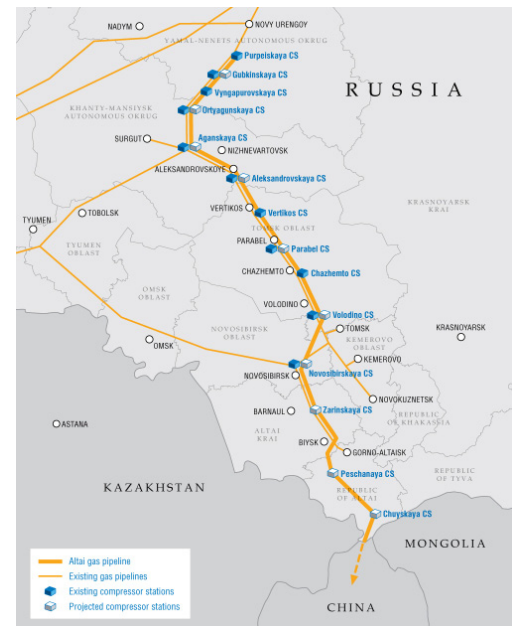 NADYM
NOVY URENGOY
YAMAL-NENETS AUTONOMOUS OKRUG
Purpeiskaya CS
Gubkinskaya CS
Vyngapurovskaya CS
RUSSIA
KHANTY-MANSIYSK
AUTONOMOUS OKRUG
Ortyagunskaya CS
SURGUT
Aganskaya CS
NIZHNEVARTOVSK
ALEKSANDROVSKOYE
Aleksandrovskaya CS
KRASNOYARSK
KRAI
VERTIKOS
Vertikos CS
TOBOLSK
TYUMEN
TOMSK OBLAST
PARABEL
Parabel CS
TYUMEN
OBLAST
CHAZHEMTO
Chazhemto CS
OMSK
OBLAST
VOLODINO
Volodino CS
TOMSK
NOVOSIBIRSK
OBLAST
KEMEROVO
OBLAST
KRASNOYARSK
OMSK
KEMEROVO
NOVOSIBIRSK
Novosibirskaya CS
NOVOKUZNETSK
BARNAUL
Zarinskaya CS
REPUBLIC
OF KHAKASSIA
ASTANA
ALTAI
KRAI
BIYSK
GORNO-ALTAISK
Peschanaya CS
REPUBLIC
OF TYVA
KAZAKHSTAN
REPUBLIC
OF ALTAI
Chuyskaya CS
MONGOLIA
Altai gas pipeline
Existing gas pipelines
Existing compressor stations
Projected compressor stations
CHINA